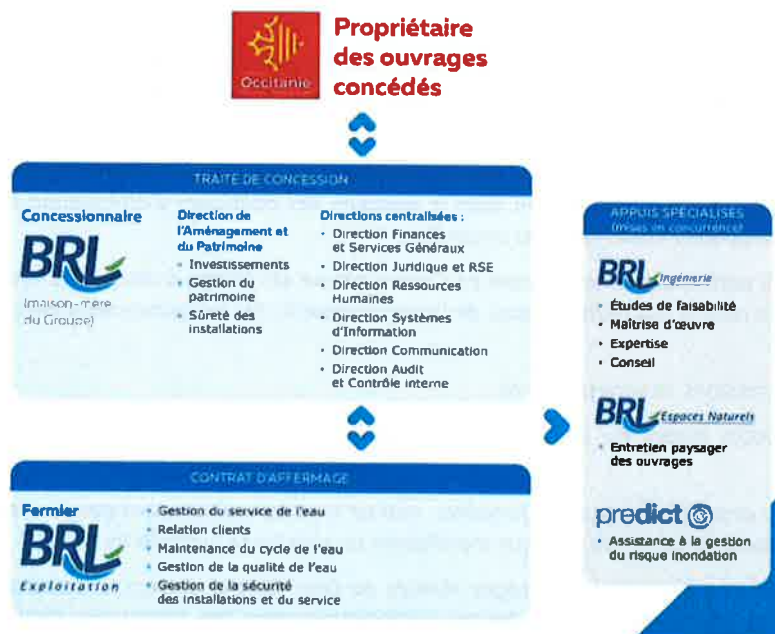 Occitanie
Propriétaire
des ouvrages
concédés
TRAITÉ DE CONCESSION
Concessionnaire
BRL
(maison-mère
du Groupe)
Direction de
l'Aménagement et
du Patrimoine
• Investissements
• Gestion du
patrimoine
• Sûreté des
installations
Directions centralisées :
• Direction Finances
et Services Généraux
• Direction Juridique et RSE
• Direction Ressources
Humaines
• Direction Systèmes
d'Information
• Direction Communication
• Direction Audit
et Contrôle interne
CONTRAT D'AFFERMAGE
Fermier
BRL
Exploitation
• Gestion du service de l'eau
• Relation clients
• Maintenance du cycle de l'eau
• Gestion de la qualité de l'eau
• Gestion de la sécurité
des installations et du service
APPUIS SPÉCIALISÉS
(mises en concurrence)
BRL Ingénierie
• Études de faisabilité
• Maîtrise d'œuvre
• Expertise
• Conseil
BRL Espaces Naturels
• Entretien paysager
des ouvrages
predict
• Assistance à la gestion
du risque inondation